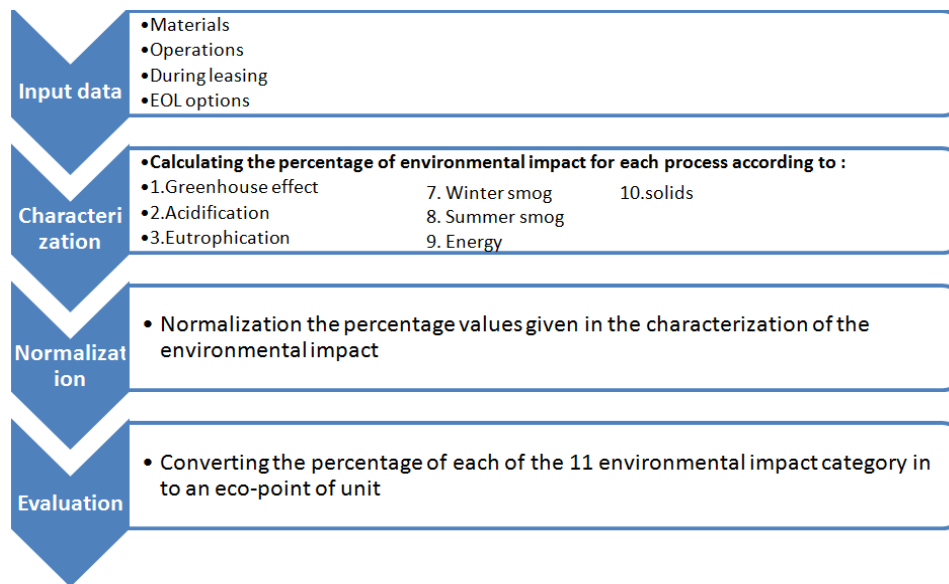 Input data
•Materials
•Operations
•During leasing
•EOL options
Characteri
zation
•Calculating the percentage of environmental impact for each process according to :
•1.Greenhouse effect
•2.Acidification
•3.Eutrophication
7. Winter smog
8. Summer smog
9. Energy
10.solids
Normalizat
ion
• Normalization the percentage values given in the characterization of the
environmental impact
Evaluation
• Converting the percentage of each of the 11 environmental impact category in
to an eco-point of unit